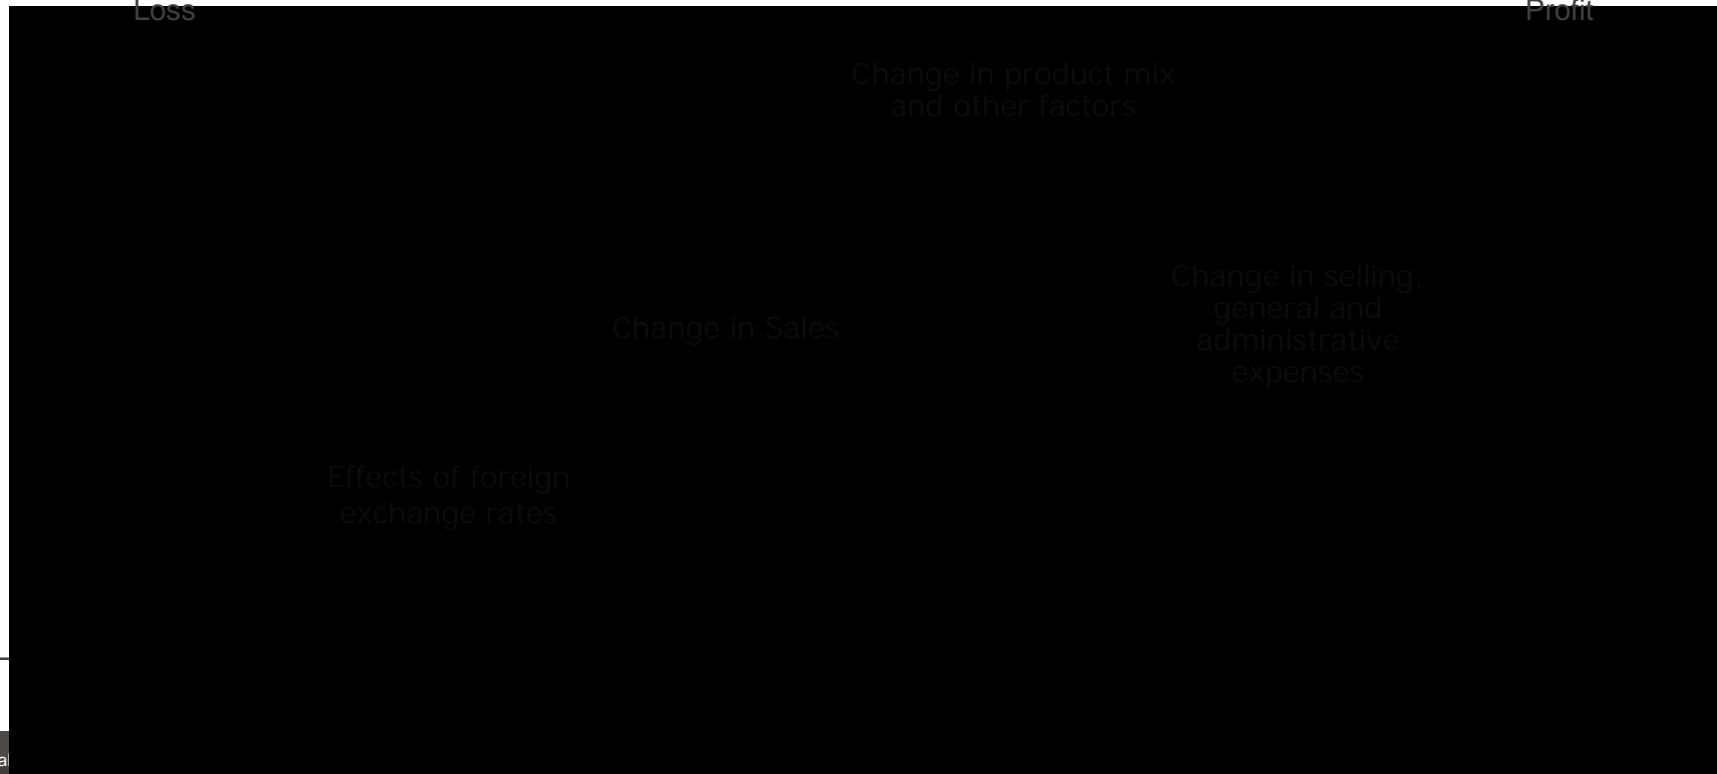 Loss
Profit
Change in product mix
and other factors
Change in selling,
general and
administrative
expenses
Change in Sales
Effects of foreign
exchange rates